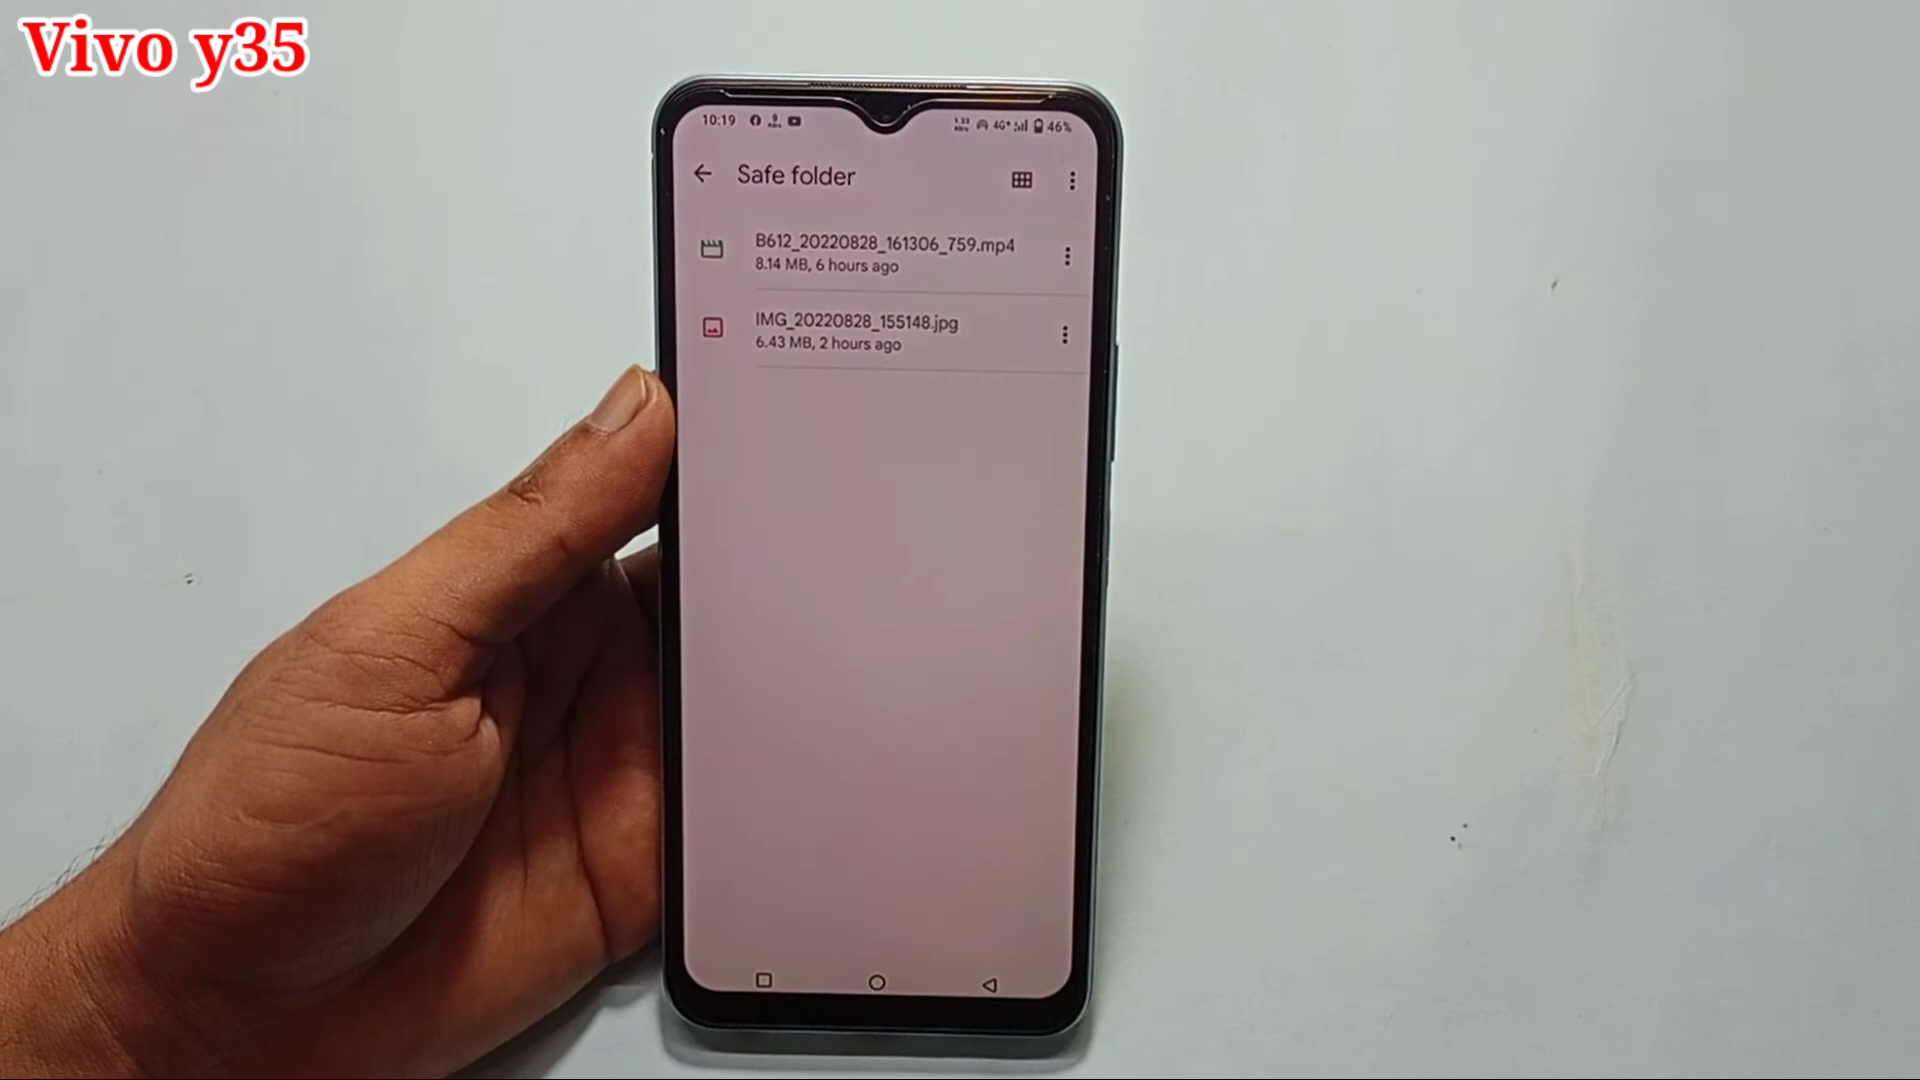 Vivo y35
10:19
4G+ 46%
Safe folder
B612_20220828_161306_759.mp4
8.14 MB, 6 hours ago
IMG_20220828_155148.jpg
6.43 MB, 2 hours ago